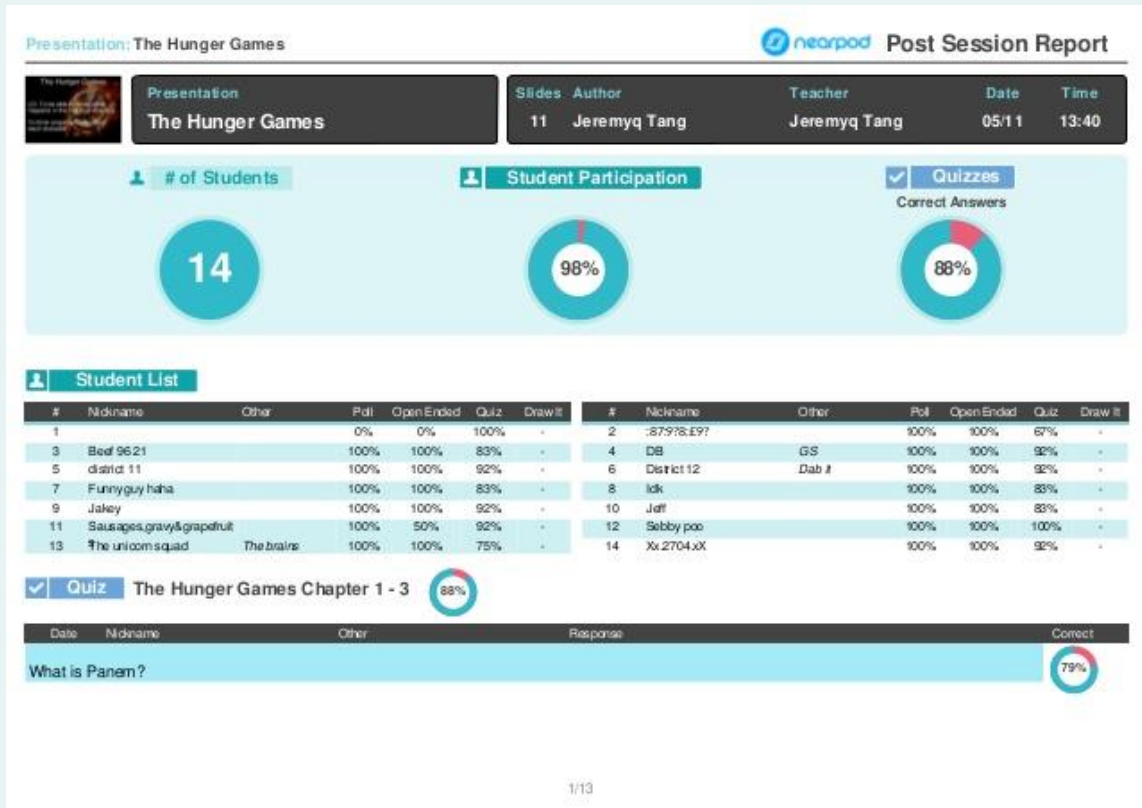 Presentation: The Hunger Games
nearpod Post Session Report
The Hunger Games
Presentation Slides Author Teacher Date Time
The Hunger Games 11 Jeremyq Tang Jeremyq Tang 05/11 13:40
# of Students Student Participation Quizzes
Correct Answers
14 98% 88%
Student List
# Nickname Other Poll Open Ended Quiz Draw It # Nickname Other Poll Open Ended Quiz Draw It
1 0% 0% 100% - 2 :87?9?8;£9? 100% 100% 67% -
3 Beef 9621 100% 100% 83% - 4 DB GS 100% 100% 92% -
5 district 11 100% 100% 92% - 6 District 12 Dab it 100% 100% 92% -
7 Funnyguy haha 100% 100% 83% - 8 Idk 100% 100% 83% -
9 Jakey 100% 100% 92% - 10 Jeff 100% 100% 83% -
11 Sausages,gravy&grapefruit 100% 50% 92% - 12 Sebby poo 100% 100% 100% -
13 The unicorn squad The brains 100% 100% 75% - 14 Xx.2704.xX 100% 100% 92% -
Quiz The Hunger Games Chapter 1 - 3 88%
Date Nickname Other Response Correct
What is Panem? 79%
1/13